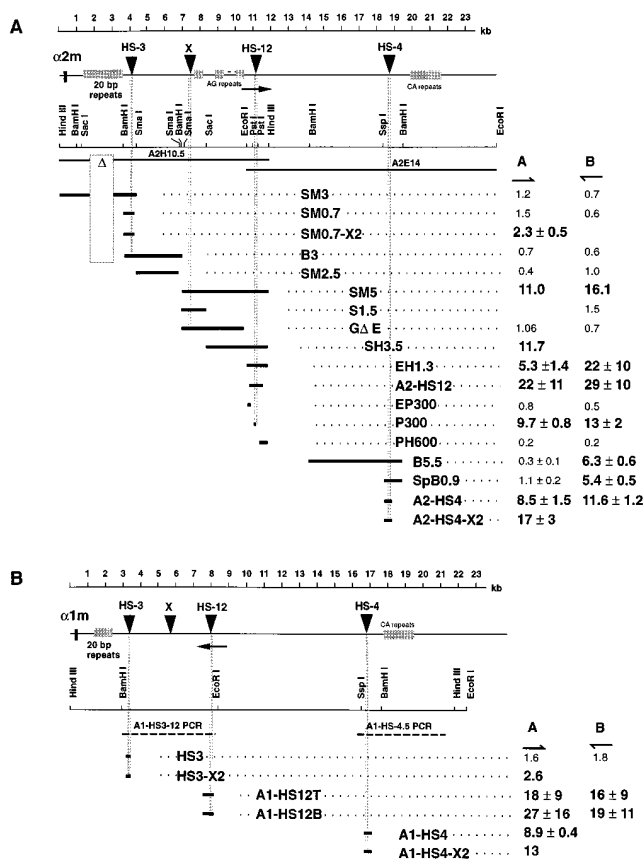 A
1 2 3 4 5 6 7 8 9 10 11 12 13 14 15 16 17 18 19 20 21 22 23 kb
HS-3 X HS-12 HS-4
α2m
20 bp repeats AG repeats CA repeats
Hind III BamH I Sac I BamH I Sma I Sma I BamH I Sma I Sac I EcoR I Pst I Pst I Hind III BamH I Ssp I BamH I EcoR I
A2H10.5
Δ A2E14 A B
SM3 1.2 0.7
SM0.7 1.5 0.6
SM0.7-X2 2.3 ± 0.5
B3 0.7 0.6
SM2.5 0.4 1.0
SM5 11.0 16.1
S1.5 1.5
GΔE 1.06 0.7
SH3.5 11.7
EH1.3 5.3 ±1.4 22 ± 10
A2-HS12 22 ± 11 29 ± 10
EP300 0.8 0.5
P300 9.7 ± 0.8 13 ± 2
PH600 0.2 0.2
B5.5 0.3 ± 0.1 6.3 ± 0.6
SpB0.9 1.1 ± 0.2 5.4 ± 0.5
A2-HS4 8.5 ± 1.5 11.6 ± 1.2
A2-HS4-X2 17 ± 3
B
1 2 3 4 5 6 7 8 9 10 11 12 13 14 15 16 17 18 19 20 21 22 23 kb
HS-3 X HS-12 HS-4
α1m
20 bp repeats CA repeats
Hind III BamH I EcoR I Ssp I BamH I Hind III EcoR I
A1-HS3-12 PCR A1-HS-4.5 PCR A B
HS3 1.6 1.8
HS3-X2 2.6
A1-HS12T 18 ± 9 16 ± 9
A1-HS12B 27 ± 16 19 ± 11
A1-HS4 8.9 ± 0.4
A1-HS4-X2 13